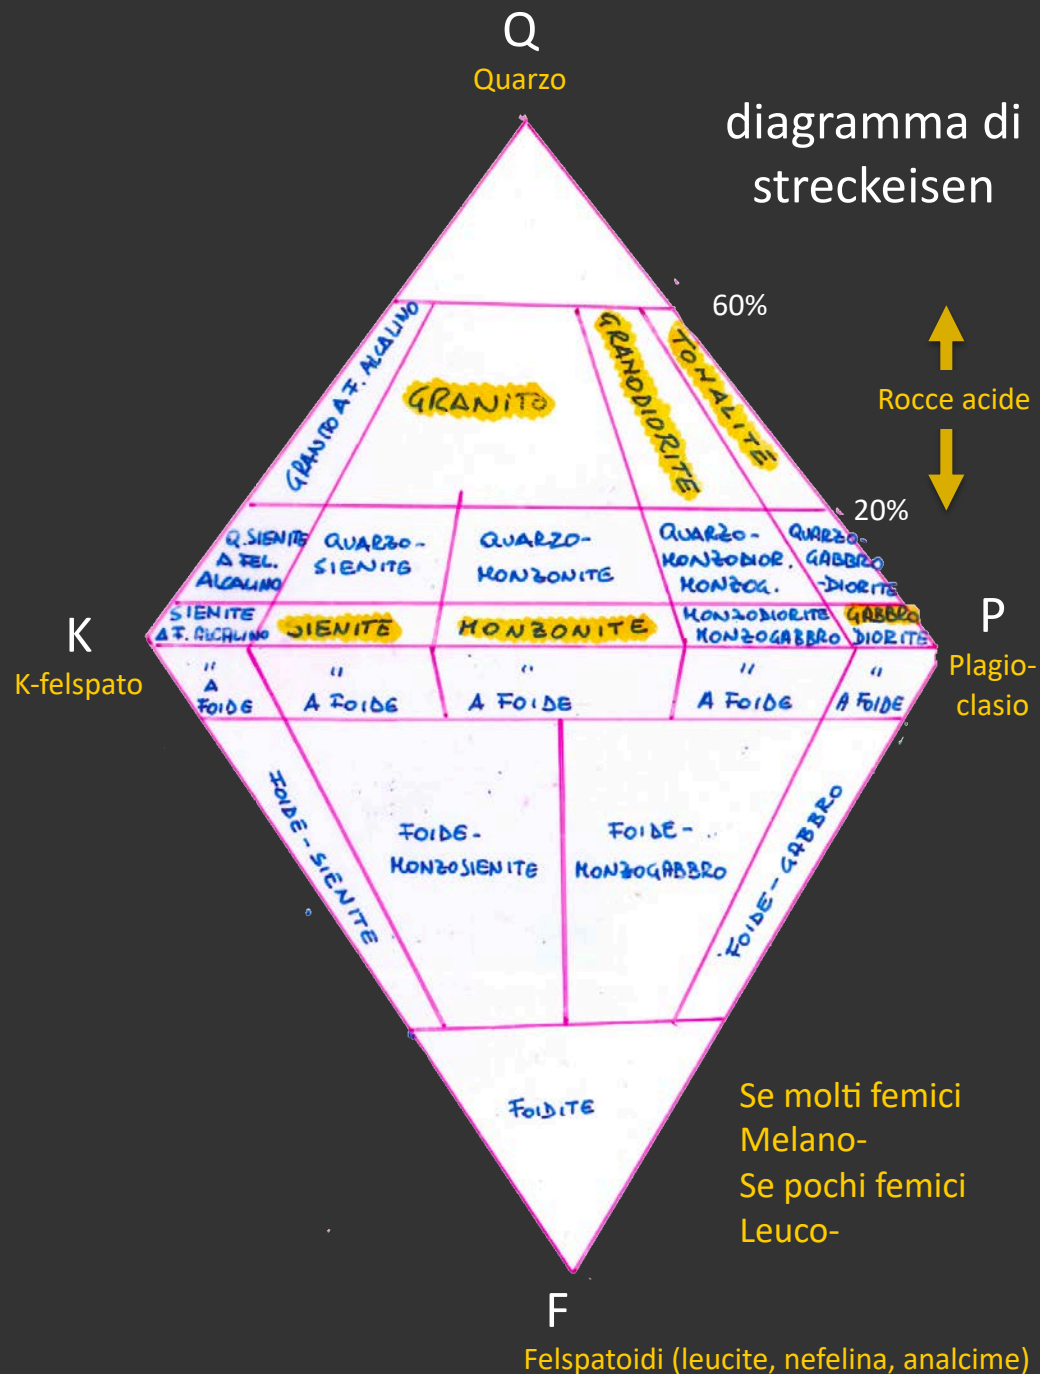 Q
Quarzo
diagramma di
streckeisen
60%
Rocce acide
20%
GRANITO A F. ALCALINO
GRANITO
GRANODIORITE
TONALITE
Q.SIENITE
A FEL.
ALCALINO
QUARZO-
SIENITE
QUARZO-
MONZONITE
QUARZO-
MONZODIOR.
MONZOG.
QUARZO-
GABBRO
-DIORITE
K
K-felspato
SIENITE
A F. ALCALINO
SIENITE
MONZONITE
MONZODIORITE
MONZOGABBRO
GABBRO
DIORITE
P
Plagio-
clasio
"
A
FOIDE
"
A FOIDE
"
A FOIDE
"
A FOIDE
"
A FOIDE
FOIDE-SIENITE
FOIDE-
MONZOSIENITE
FOIDE-
MONZOGABBRO
FOIDE-GABBRO
FOIDITE
Se molti femici
Melano-
Se pochi femici
Leuco-
F
Felspatoidi (leucite, nefelina, analcime)